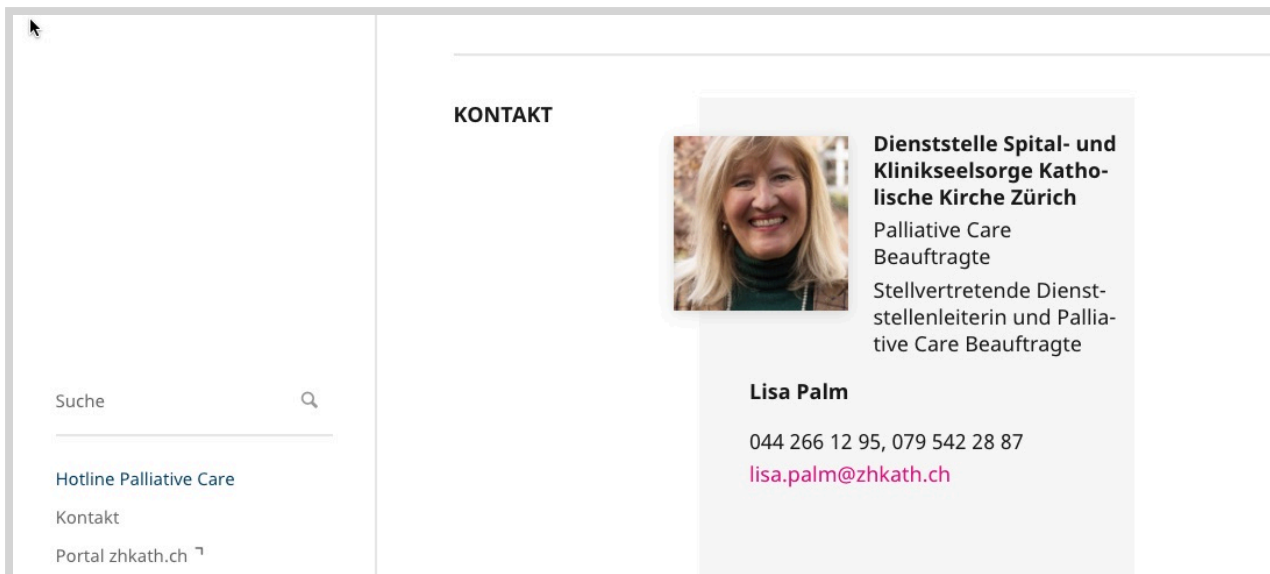 KONTAKT
Dienststelle Spital- und
Klinikseelsorge Katho-
lische Kirche Zürich
Palliative Care
Beauftragte
Stellvertretende Dienst-
stellenleiterin und Pallia-
tive Care Beauftragte
Lisa Palm
044 266 12 95, 079 542 28 87
lisa.palm@zhkath.ch
Suche
Hotline Palliative Care
Kontakt
Portal zhkath.ch